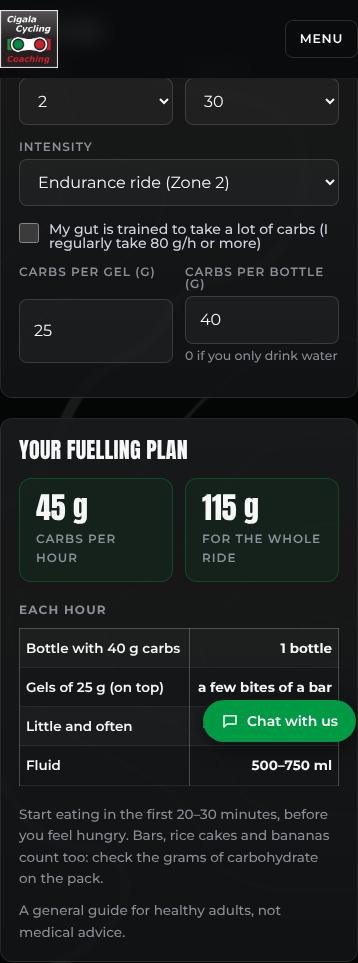 Cigala
Cycling
Coaching
MENU
2
30
INTENSITY
Endurance ride (Zone 2)
My gut is trained to take a lot of carbs (I
regularly take 80 g/h or more)
CARBS PER GEL (G)
CARBS PER BOTTLE
(G)
25
40
0 if you only drink water
YOUR FUELLING PLAN
45 g
CARBS PER
HOUR
115 g
FOR THE WHOLE
RIDE
EACH HOUR
Bottle with 40 g carbs 1 bottle
Gels of 25 g (on top) a few bites of a bar
Little and often
Chat with us
Fluid 500–750 ml
Start eating in the first 20–30 minutes, before
you feel hungry. Bars, rice cakes and bananas
count too: check the grams of carbohydrate
on the pack.
A general guide for healthy adults, not
medical advice.